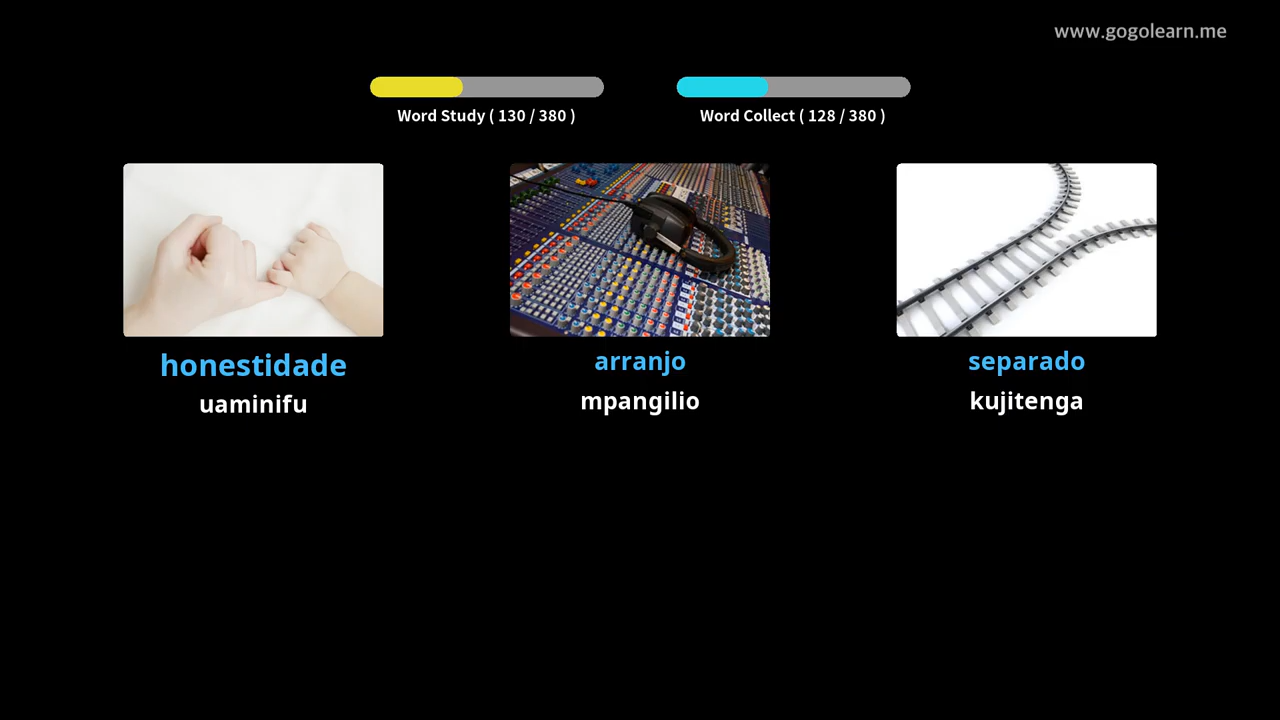 www.gogolearn.me
Word Study ( 130 / 380 )
Word Collect ( 128 / 380 )
honestidade
arranjo
separado
uaminifu
mpangilio
kujitenga